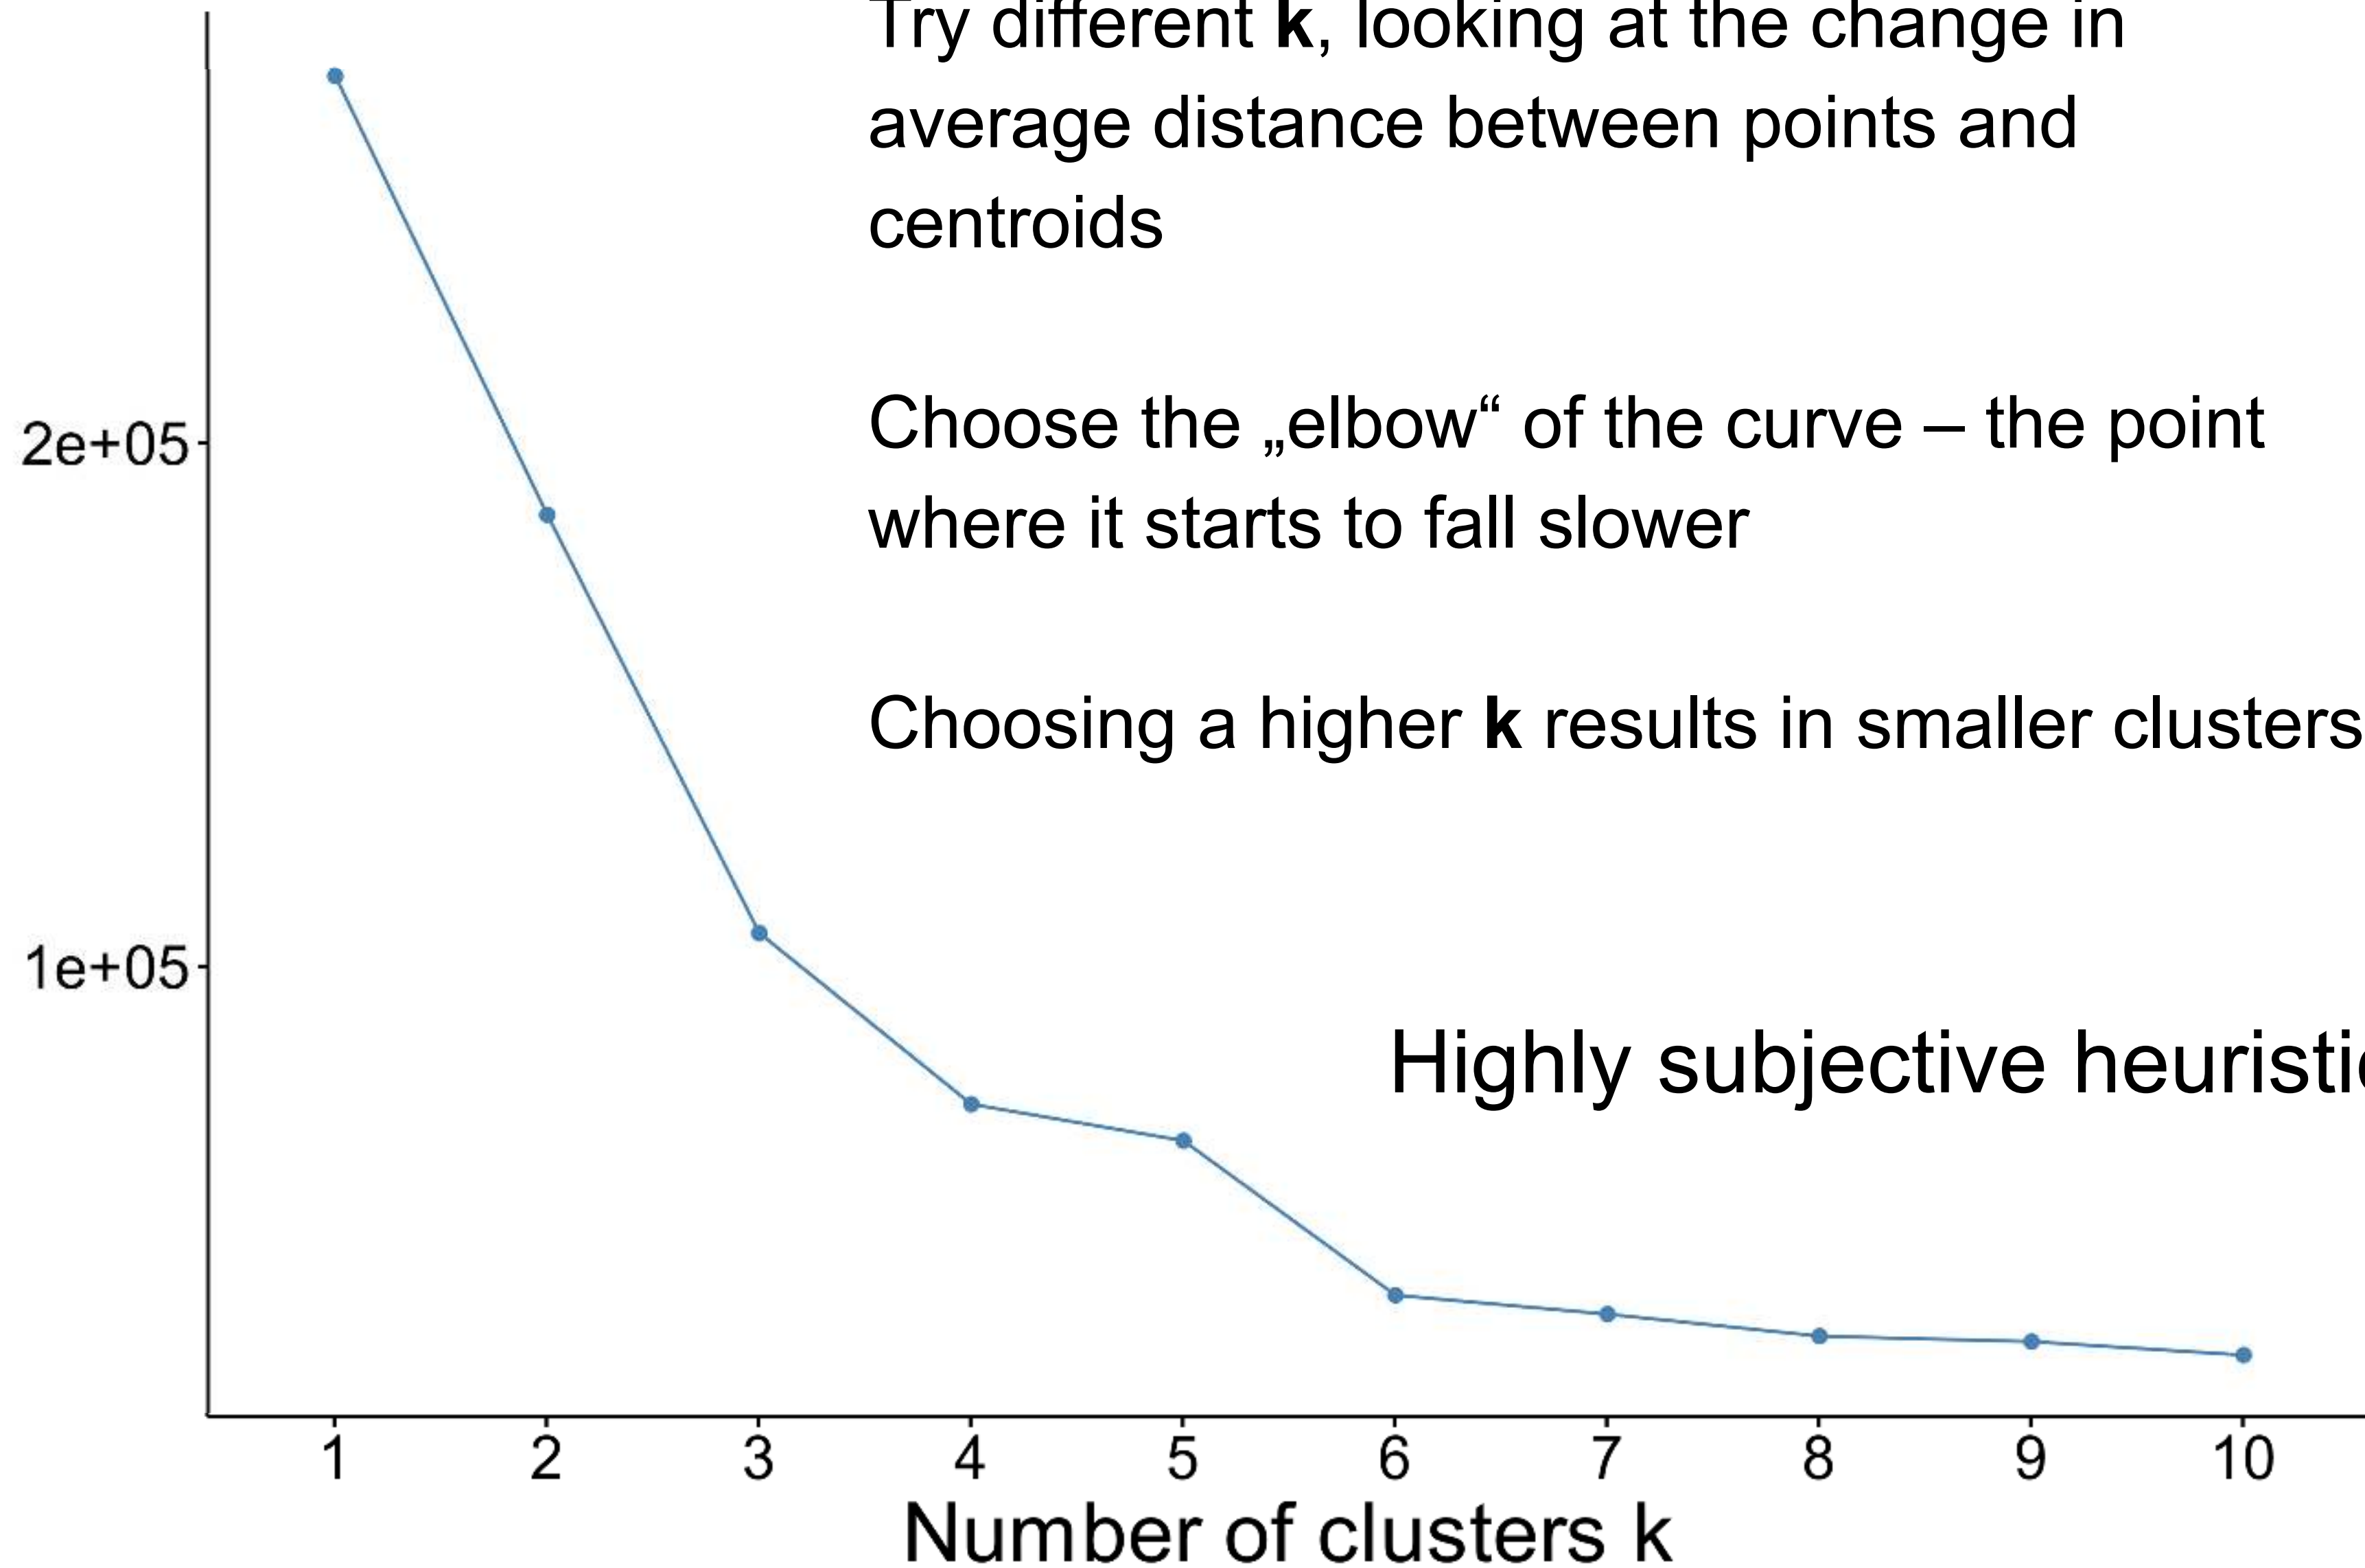 Try different k, looking at the change in
average distance between points and
centroids
2e+05
Choose the „elbow“ of the curve – the point
where it starts to fall slower
Choosing a higher k results in smaller clusters
1e+05
Highly subjective
1 2 3 4 5 6 7 8 9 10
Number of clusters k